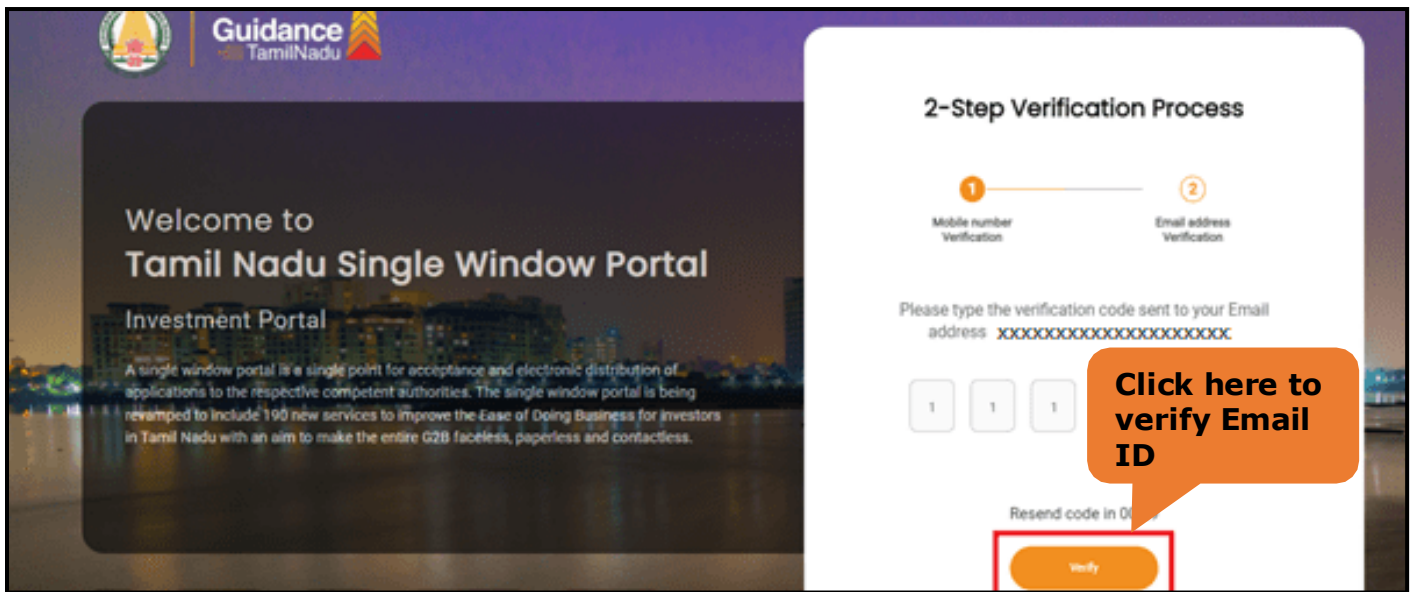 Guidance
TamilNadu
Welcome to
Tamil Nadu Single Window Portal
Investment Portal
A single window portal is a single point for acceptance and electronic distribution of
applications to the respective competent authorities. The single window portal is being
revamped to include 190 new services to improve the Ease of Doing Business for investors
in Tamil Nadu with an aim to make the entire G2B faceless, paperless and contactless.
2-Step Verification Process
1
2
Mobile number
Verification
Email address
Verification
Please type the verification code sent to your Email
address XXXXXXXXXXXXXXXXXXXX
1 1 1
Click here to
verify Email
ID
Resend code in
Verify